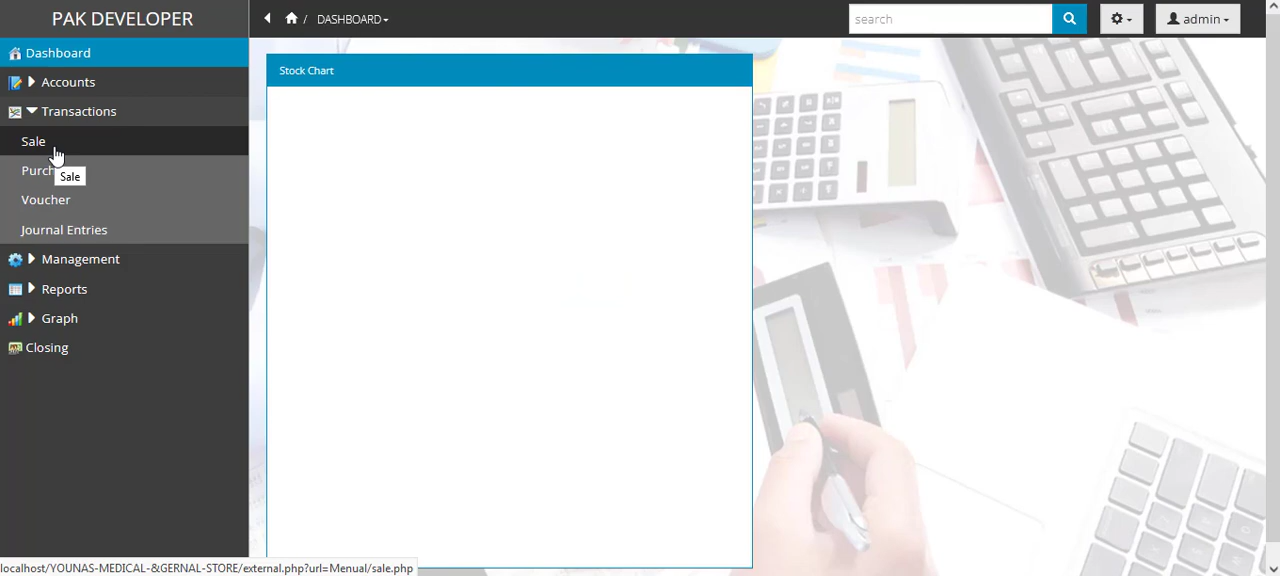 PAK DEVELOPER
/ DASHBOARD
search
admin
Dashboard
Accounts
Transactions
Sale
Purch
Sale
Voucher
Journal Entries
Management
Reports
Graph
Closing
Stock Chart
localhost/YOUNAS-MEDICAL-&GERNAL-STORE/external.php?url=Menual/sale.php